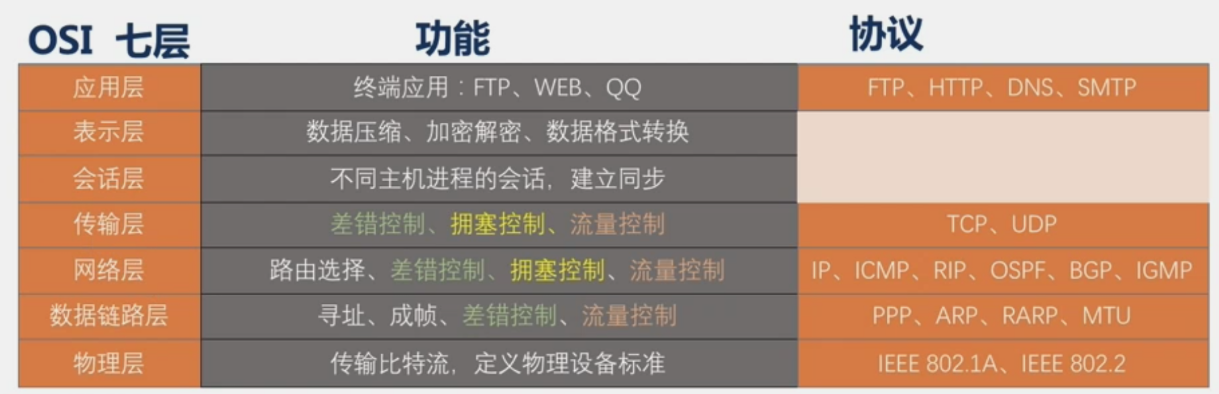 OSI 七层 功能 协议
应用层 终端应用：FTP、WEB、QQ FTP、HTTP、DNS、SMTP
表示层 数据压缩、加密解密、数据格式转换
会话层 不同主机进程的会话，建立同步
传输层 差错控制、拥塞控制、流量控制 TCP、UDP
网络层 路由选择、差错控制、拥塞控制、流量控制 IP、ICMP、RIP、OSPF、BGP、IGMP
数据链路层 寻址、成帧、差错控制、流量控制 PPP、ARP、RARP、MTU
物理层 传输比特流，定义物理设备标准 IEEE 802.1A、IEEE 802.2